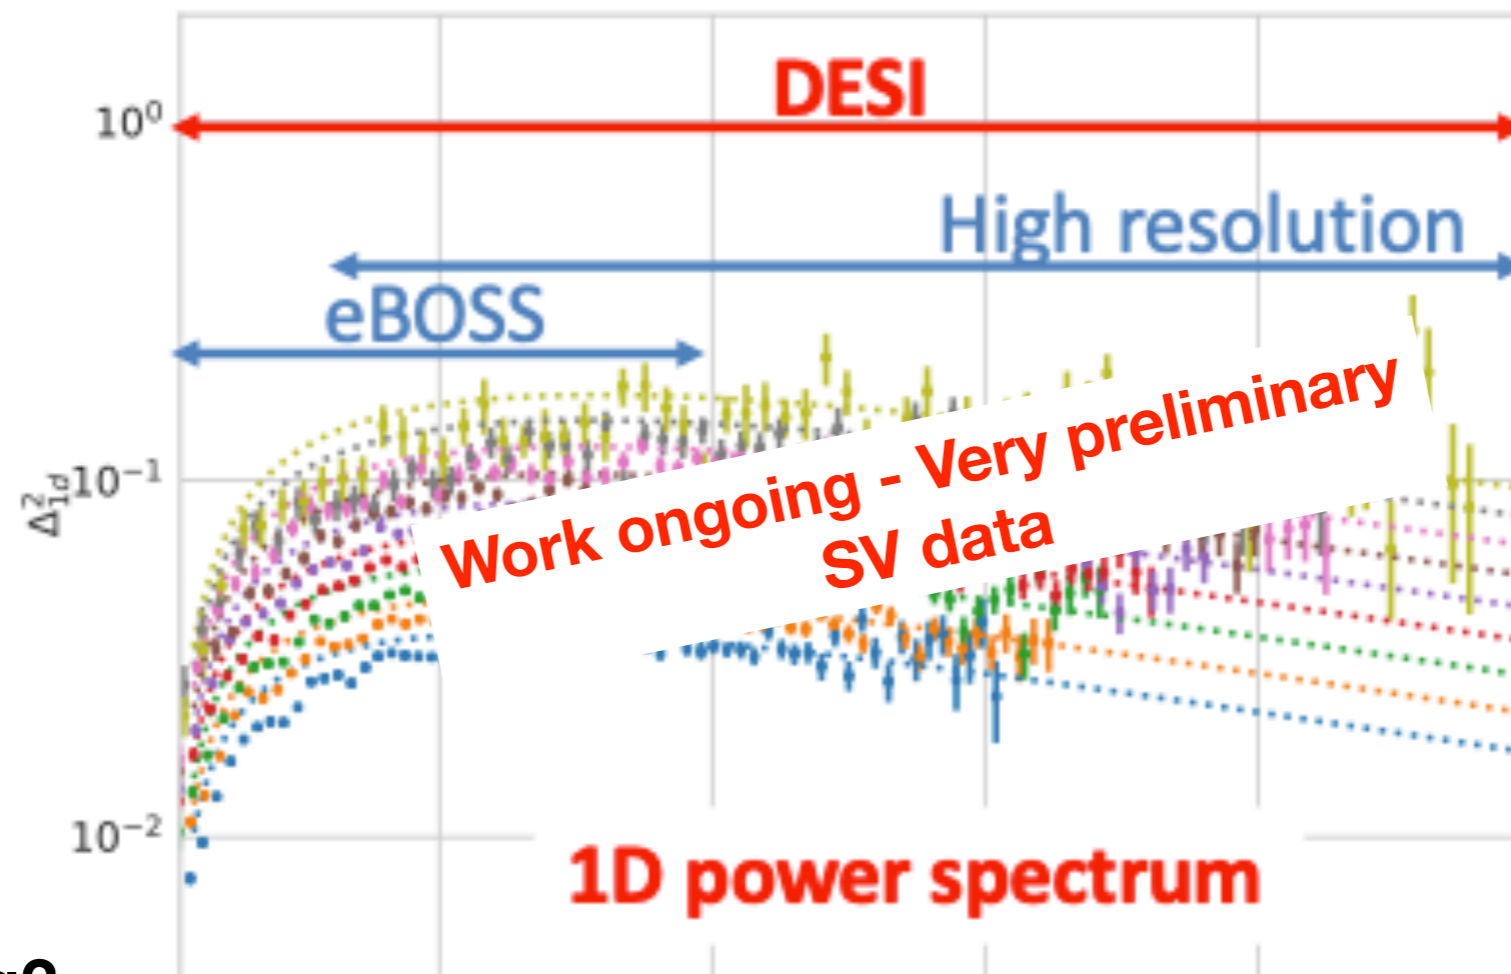 DESI
10⁰
High resolution
eBOSS
10⁻¹
Δ²1d
Work ongoing - Very preliminary
SV data
10⁻²
1D power spectrum